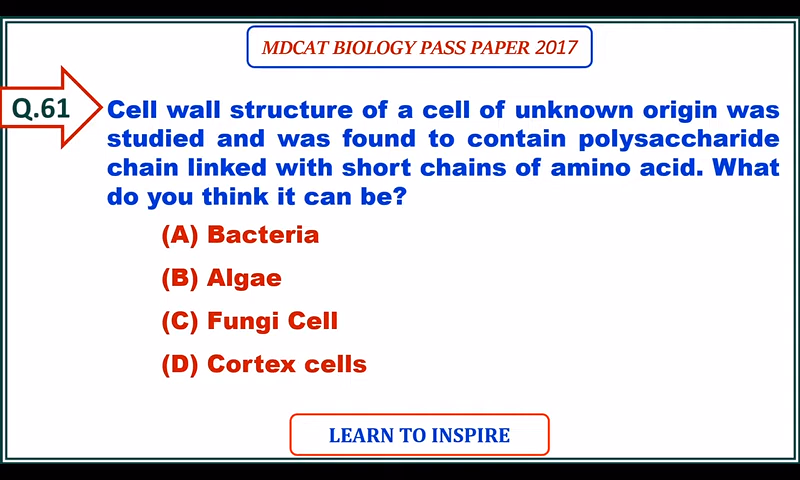 MDCAT BIOLOGY PASS PAPER 2017
Q.61
Cell wall structure of a cell of unknown origin was
studied and was found to contain polysaccharide
chain linked with short chains of amino acid. What
do you think it can be?
(A) Bacteria
(B) Algae
(C) Fungi Cell
(D) Cortex cells
LEARN TO INSPIRE